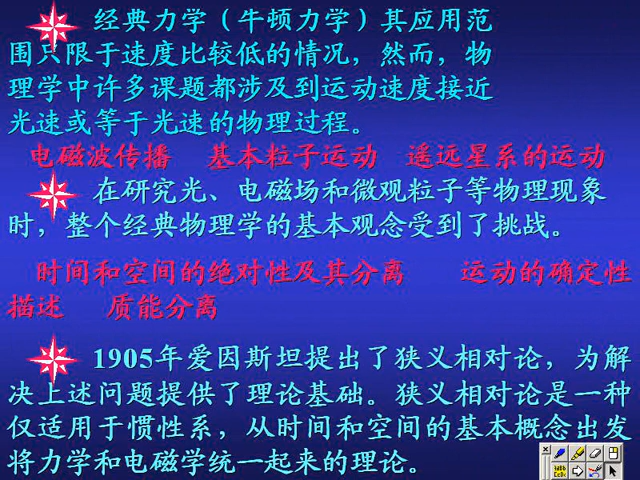 经典力学（牛顿力学）其应用范
围只限于速度比较低的情况，然而，物
理学中许多课题都涉及到运动速度接近
光速或等于光速的物理过程。
电磁波传播 基本粒子运动 遥远星系的运动
在研究光、电磁场和微观粒子等物理现象
时，整个经典物理学的基本观念受到了挑战。
时间和空间的绝对性及其分离 运动的确定性
描述 质能分离
1905年爱因斯坦提出了狭义相对论，为解
决上述问题提供了理论基础。狭义相对论是一种
仅适用于惯性系，从时间和空间的基本概念出发
将力学和电磁学统一起来的理论。